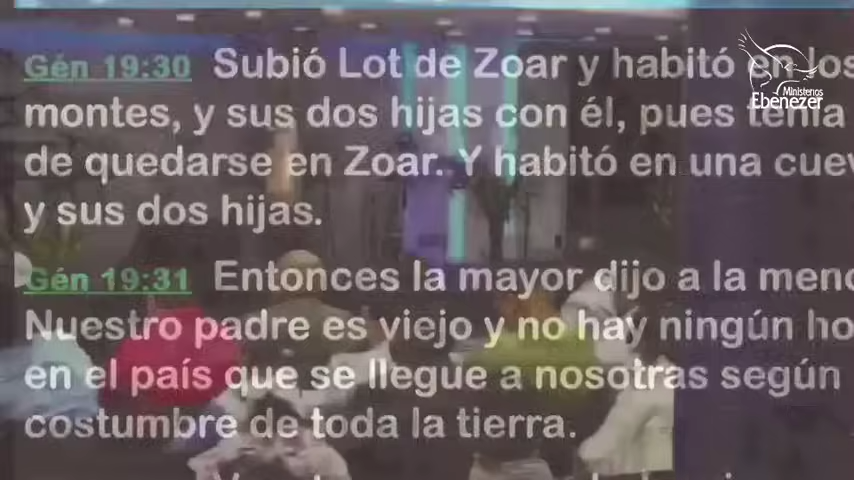 Gén 19:30 Subió Lot de Zoar y habitó en los
montes, y sus dos hijas con él, pues tenía
de quedarse en Zoar. Y habitó en una
y sus dos hijas.
Gén 19:31 Entonces la mayor dijo a la
Nuestro padre es viejo y no hay ningún
en el país que se llegue a nosotras según
costumbre de toda la tierra.
Ministerios
Ebenezer